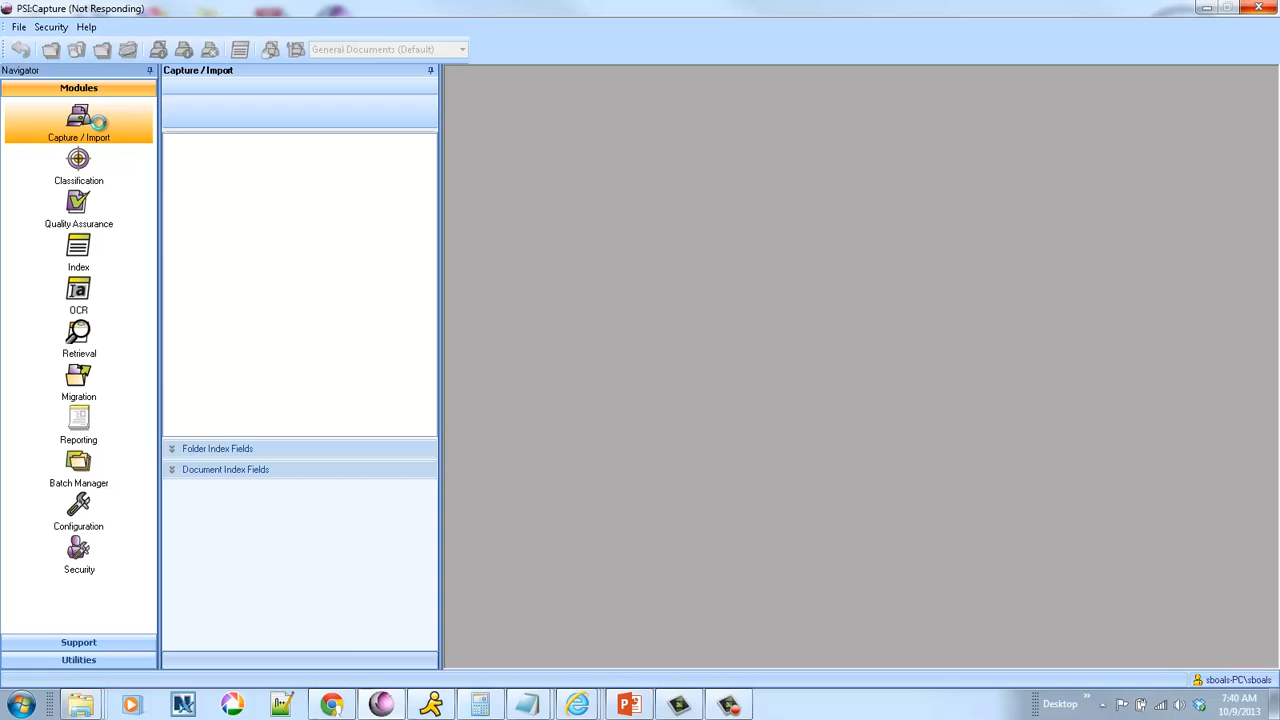 PSI:Capture (Not Responding)
File Security Help
General Documents (Default)
Navigator
Capture / Import
Modules
Capture / Import
Classification
Quality Assurance
Index
OCR
Retrieval
Migration
Reporting
Batch Manager
Configuration
Security
Folder Index Fields
Document Index Fields
Support
Utilities
sboals-PC\sboals
Desktop
7:40 AM
10/9/2013